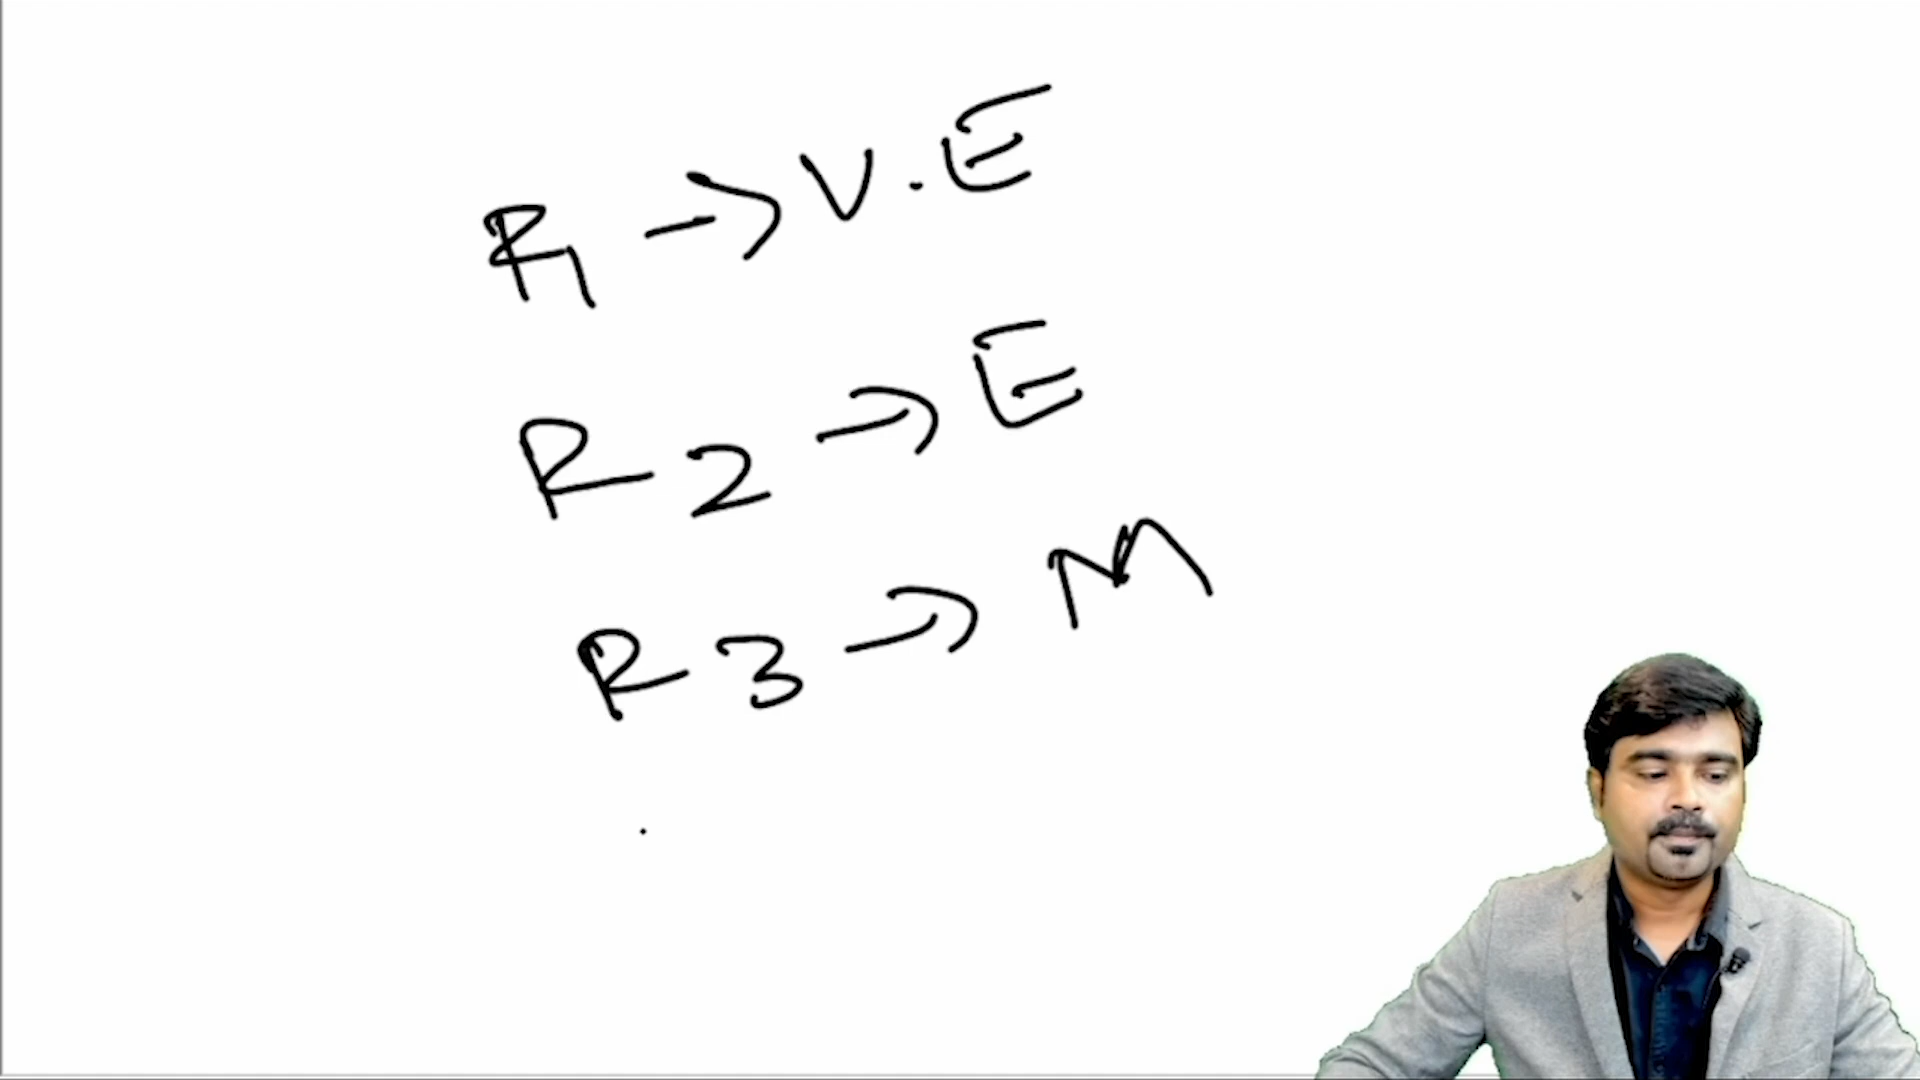 R1 → V.E
R2 → E
R3 → M